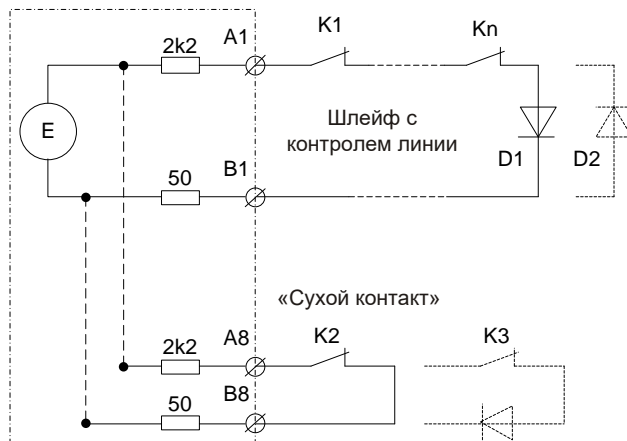 K1
Kn
A1
2k2
E
Шлейф с
контролем линии
D1
D2
B1
50
«Сухой контакт»
K2
K3
A8
2k2
B8
50